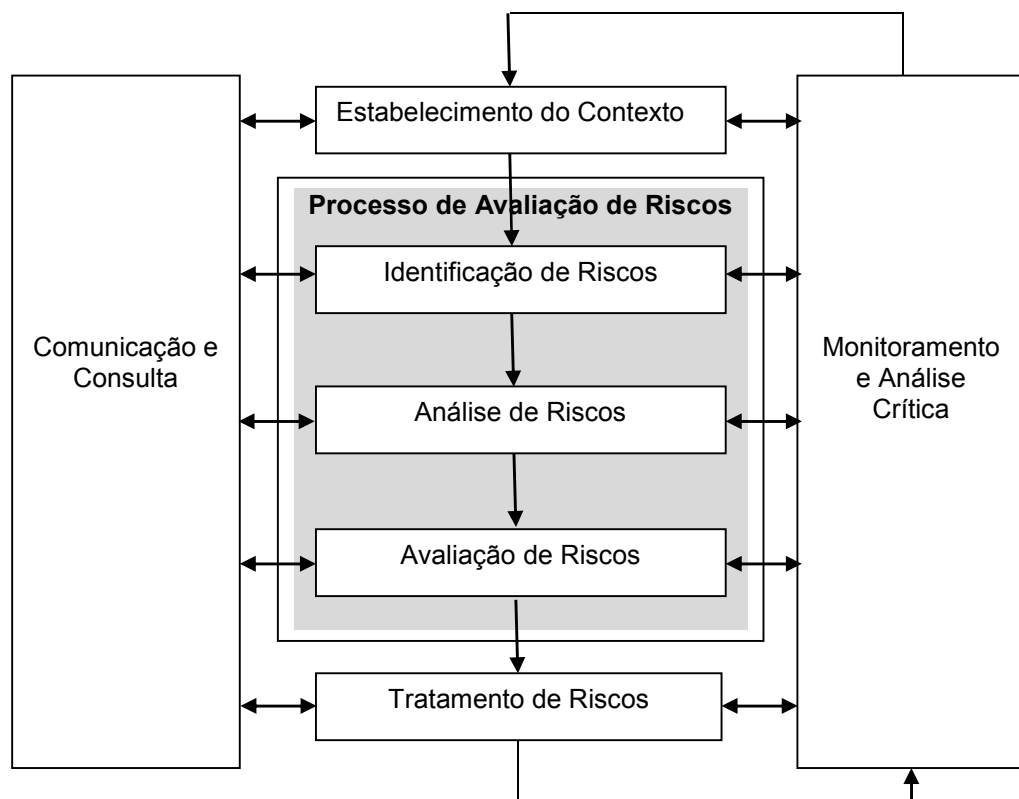 Estabelecimento do Contexto
Processo de Avaliação de Riscos
Identificação de Riscos
Comunicação e
Consulta
Monitoramento
e Análise
Crítica
Análise de Riscos
Avaliação de Riscos
Tratamento de Riscos